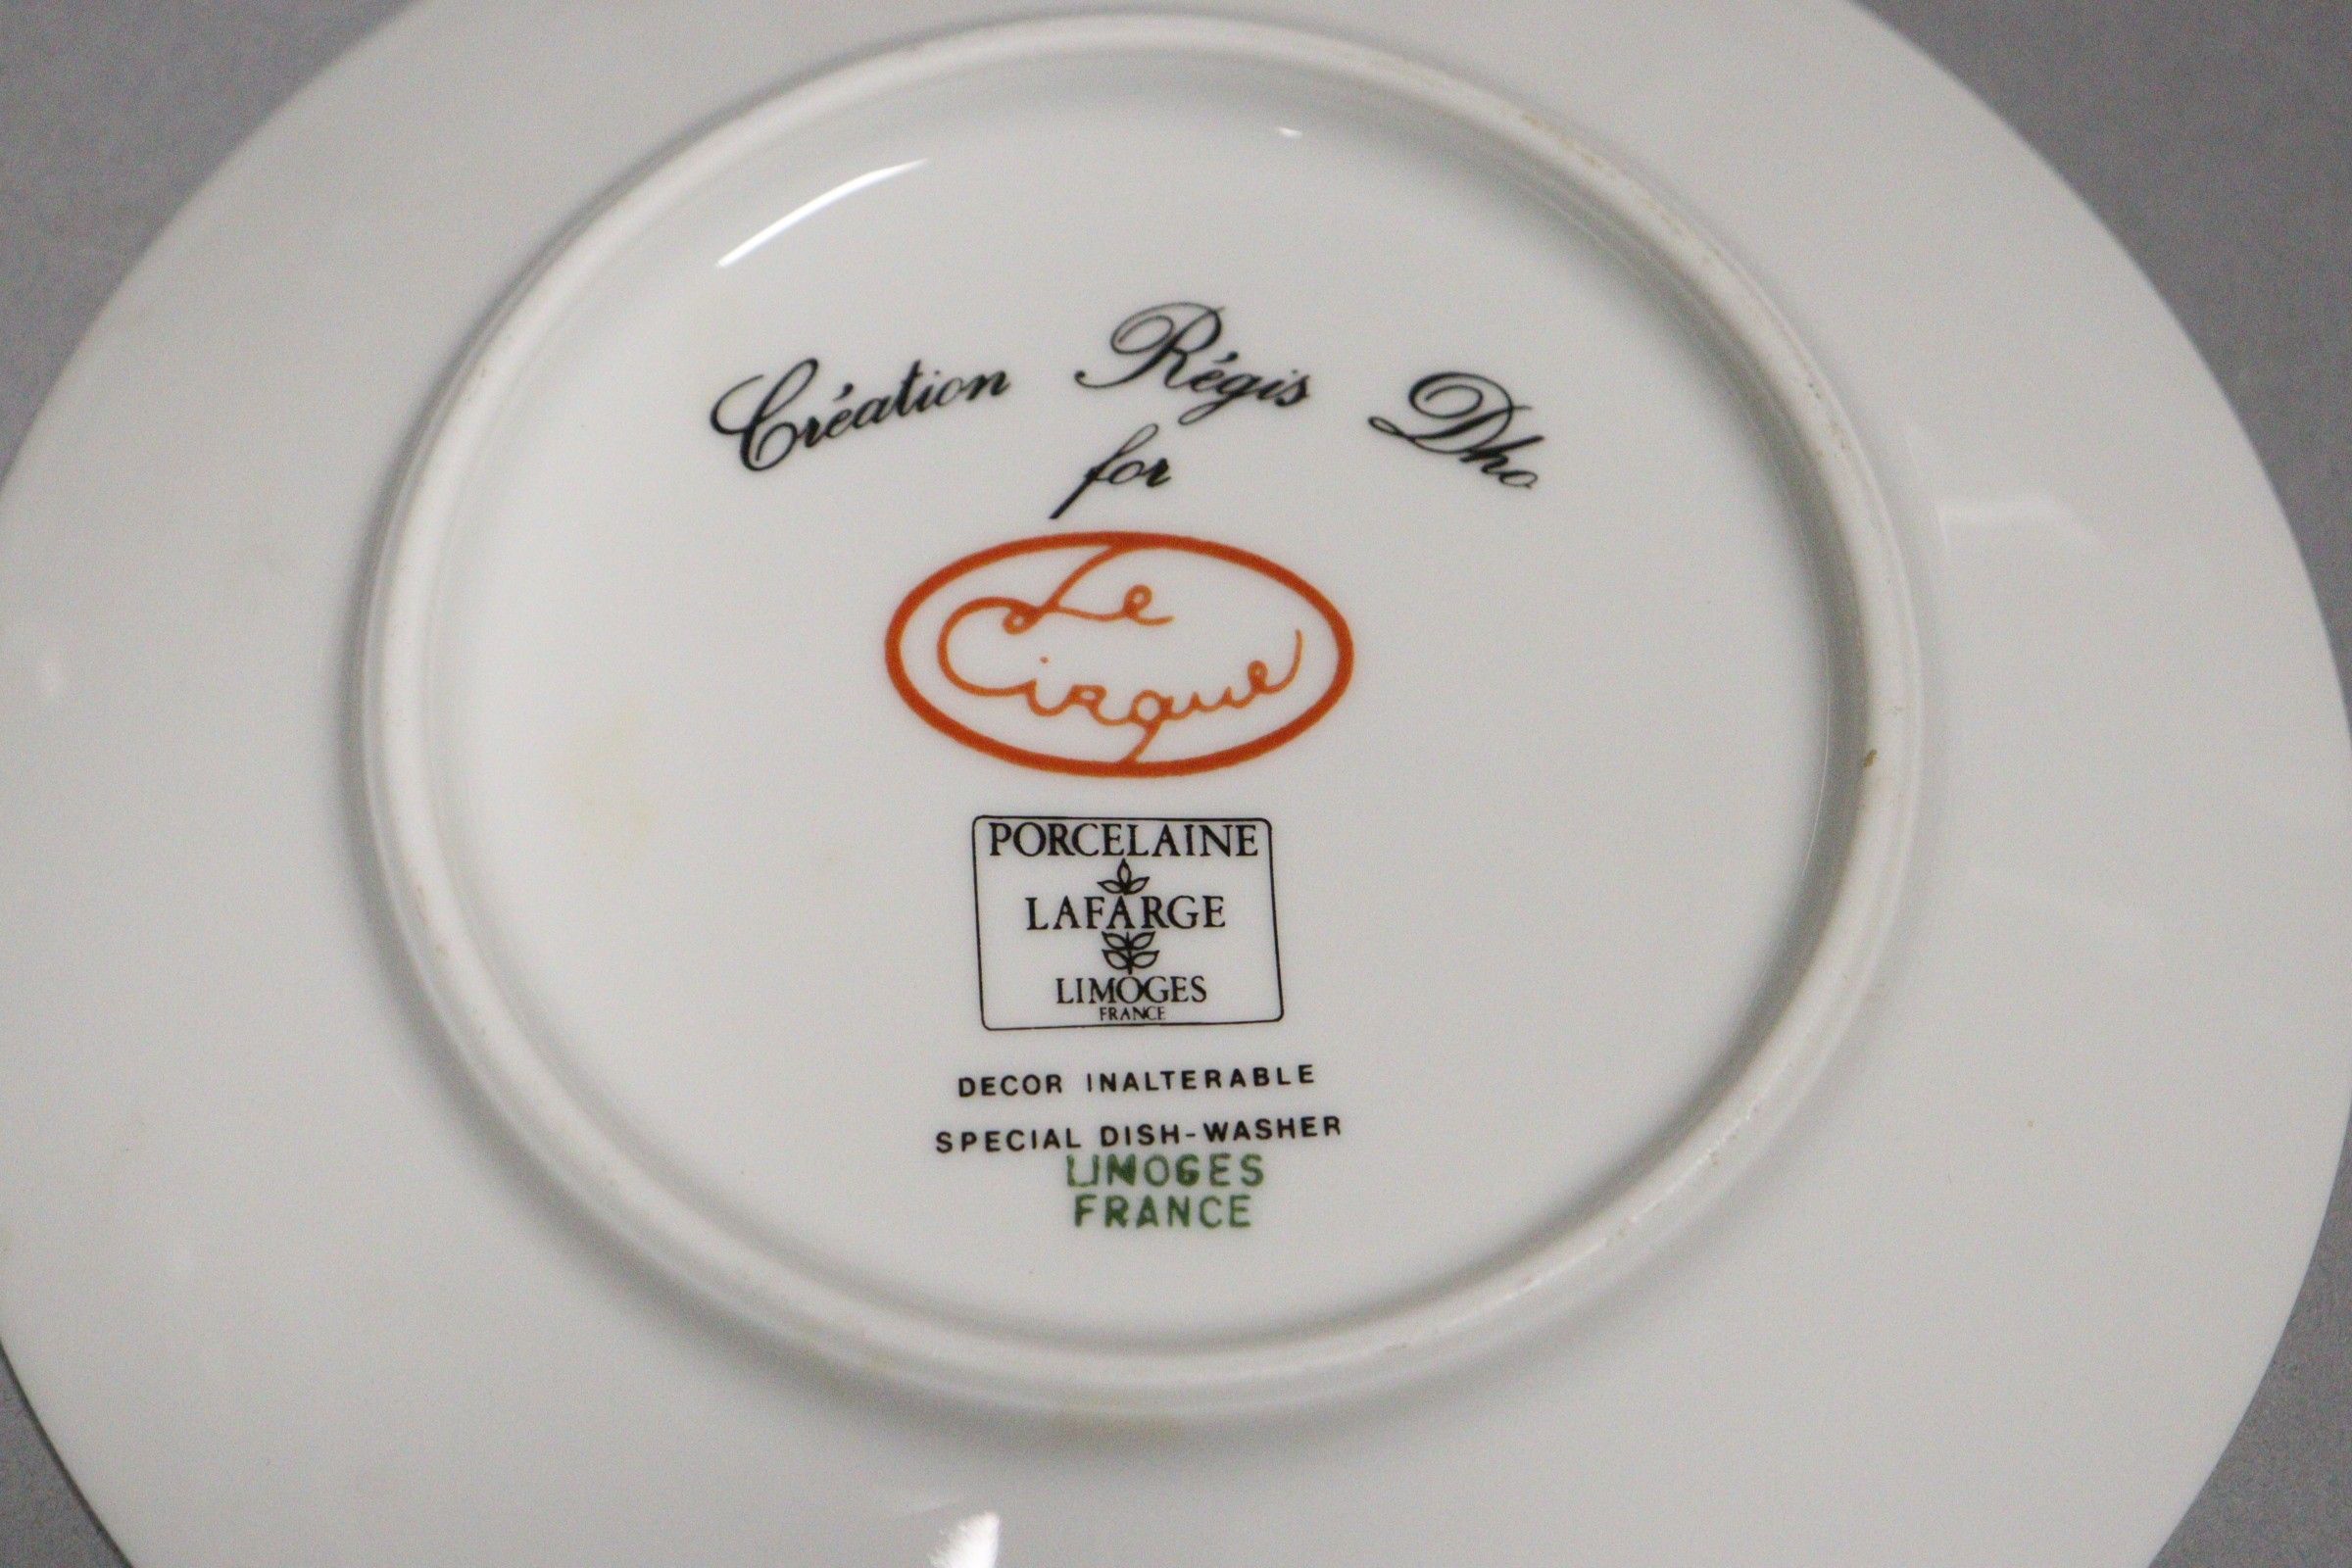 Création Régis Dho
for
Le
Cirque
PORCELAINE
LAFARGE
LIMOGES
FRANCE
DECOR INALTERABLE
SPECIAL DISH-WASHER
LIMOGES
FRANCE